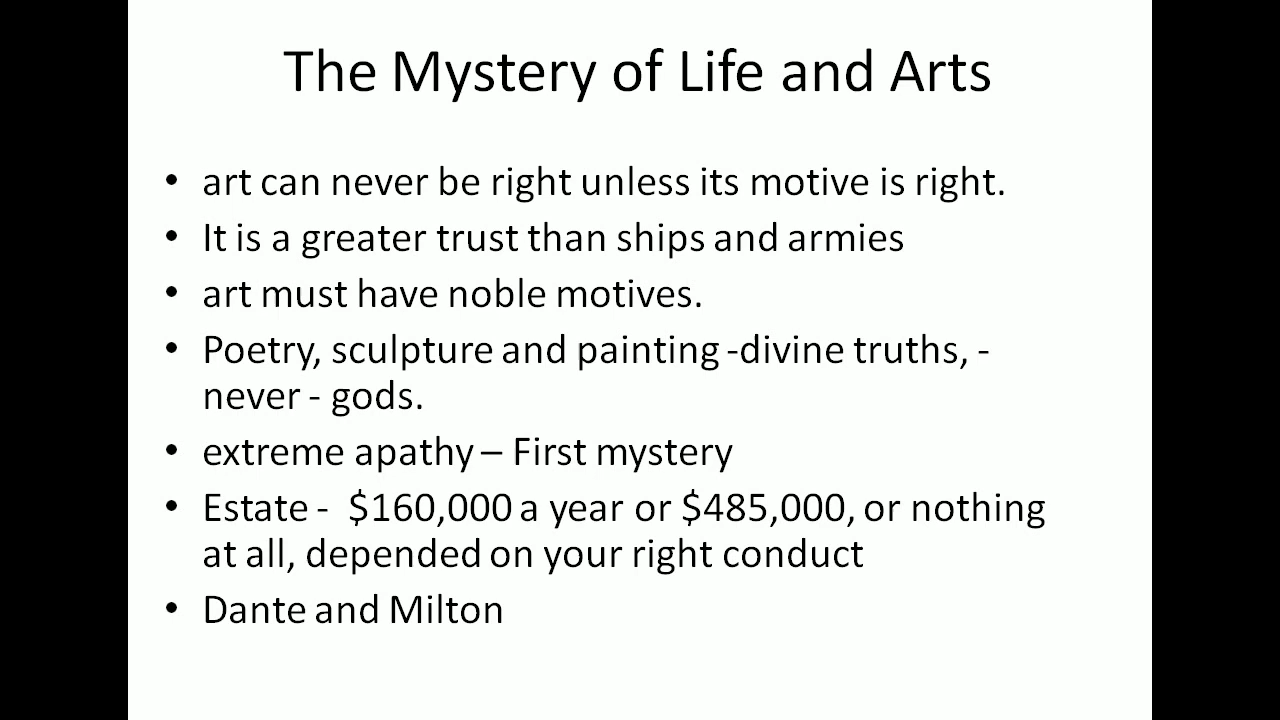 The Mystery of Life and Arts
• art can never be right unless its motive is right.
• It is a greater trust than ships and armies
• art must have noble motives.
• Poetry, sculpture and painting -divine truths, -
never - gods.
• extreme apathy – First mystery
• Estate -  $160,000 a year or $485,000, or nothing
at all, depended on your right conduct
• Dante and Milton